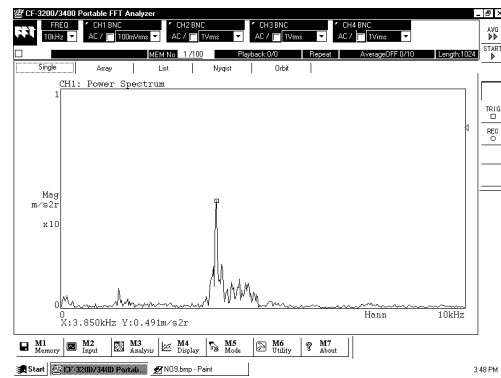 CF-3200/3400 Portable FFT Analyzer
FREQ
10kHz
CH1 BNC
AC / 100mVrms
CH2 BNC
AC / 1Vrms
CH3 BNC
AC / 1Vrms
CH4 BNC
AC / 1Vrms
AVG
START
MEM No 1 /100 Playback:0/0 Repeat AverageOFF 0/10 Length:1024
Single Array List Nyqist Orbit
CH1: Power Spectrum
1
Mag
m/s2r
x10
0
0 Hann 10kHz
X:3.850kHz Y:0.491m/s2r
TRIG
REC
M1 Memory
M2 Input
M3 Analysis
M4 Display
M5 Mode
M6 Utility
M7 About
Start CF-3200/3400 Portab... NO9.bmp - Paint 3:48 PM